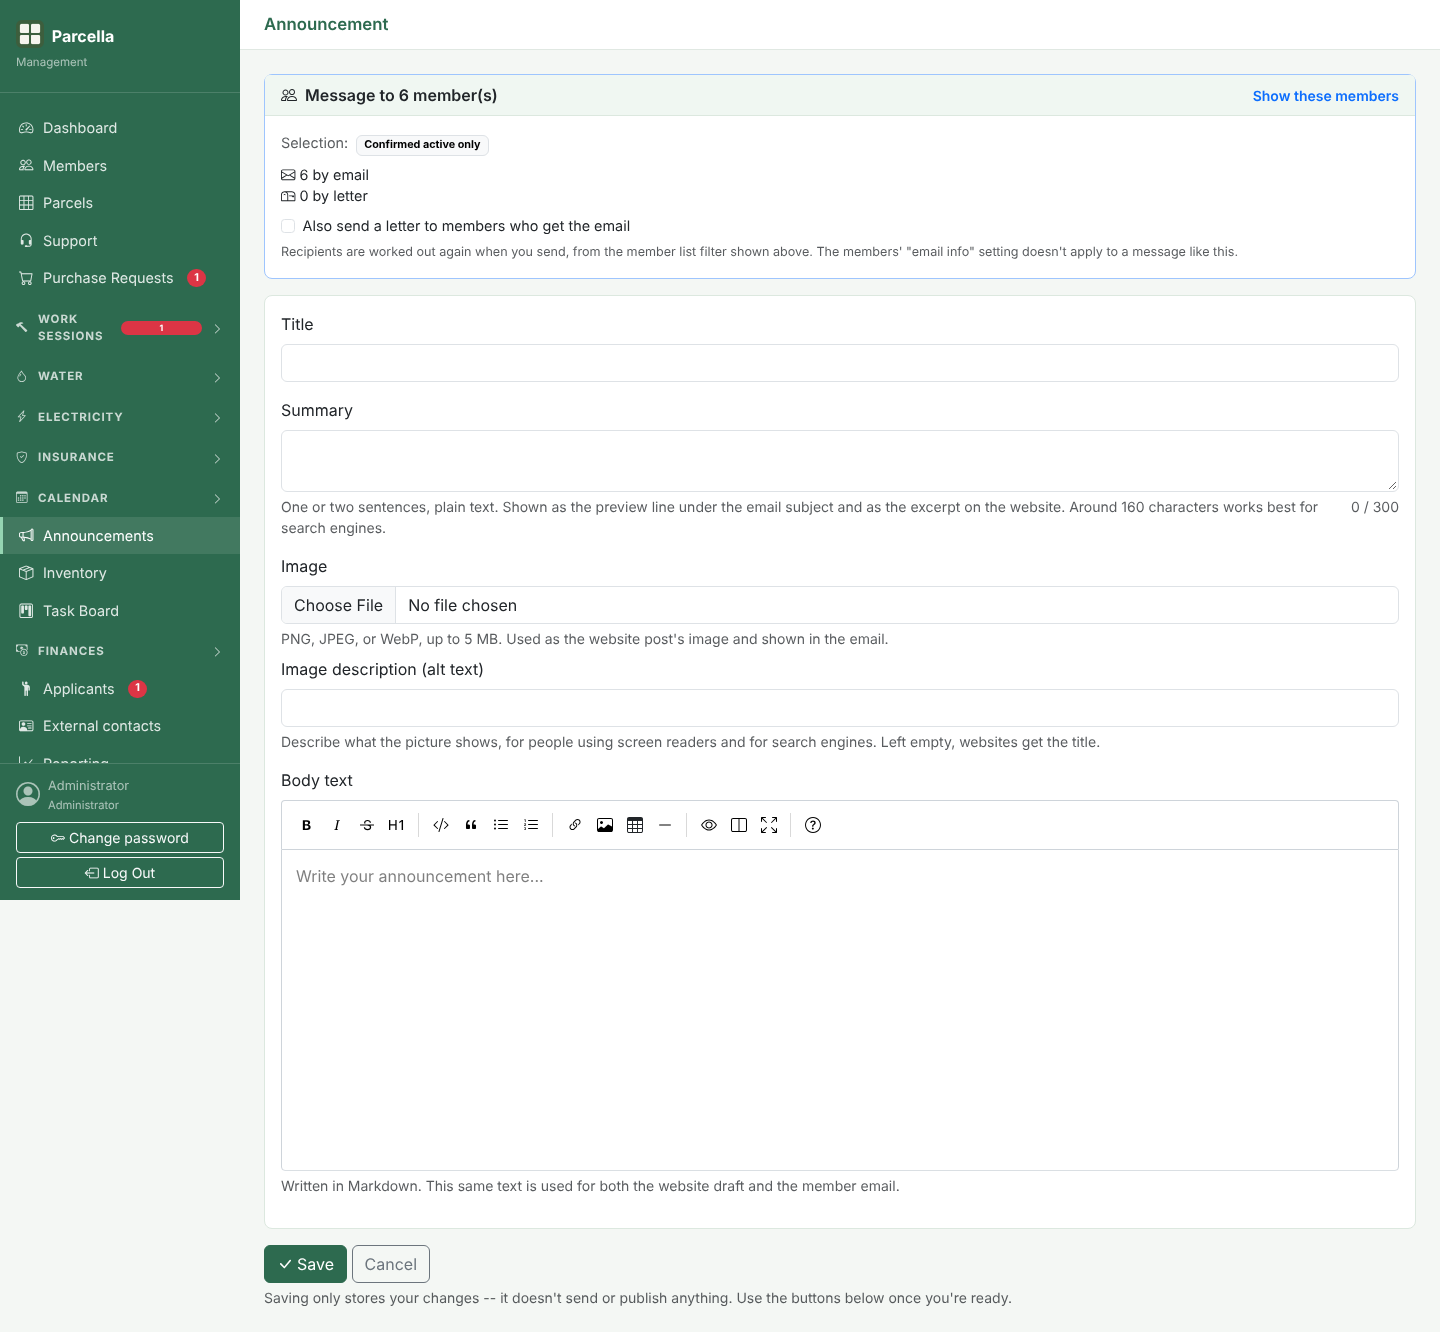 Parcella
Management
Dashboard
Members
Parcels
Support
Purchase Requests 1
WORK SESSIONS 1
WATER
ELECTRICITY
INSURANCE
CALENDAR
Announcements
Inventory
Task Board
FINANCES
Applicants 1
External contacts
Reporting
Administrator
Administrator
Change password
Log Out
Announcement
Message to 6 member(s) Show these members
Selection: Confirmed active only
6 by email
0 by letter
Also send a letter to members who get the email
Recipients are worked out again when you send, from the member list filter shown above. The members' "email info" setting doesn't apply to a message like this.
Title
Summary
One or two sentences, plain text. Shown as the preview line under the email subject and as the excerpt on the website. Around 160 characters works best for 0 / 300
search engines.
Image
Choose File No file chosen
PNG, JPEG, or WebP, up to 5 MB. Used as the website post's image and shown in the email.
Image description (alt text)
Describe what the picture shows, for people using screen readers and for search engines. Left empty, websites get the title.
Body text
B I S H1
Write your announcement here...
Written in Markdown. This same text is used for both the website draft and the member email.
Save Cancel
Saving only stores your changes -- it doesn't send or publish anything. Use the buttons below once you're ready.